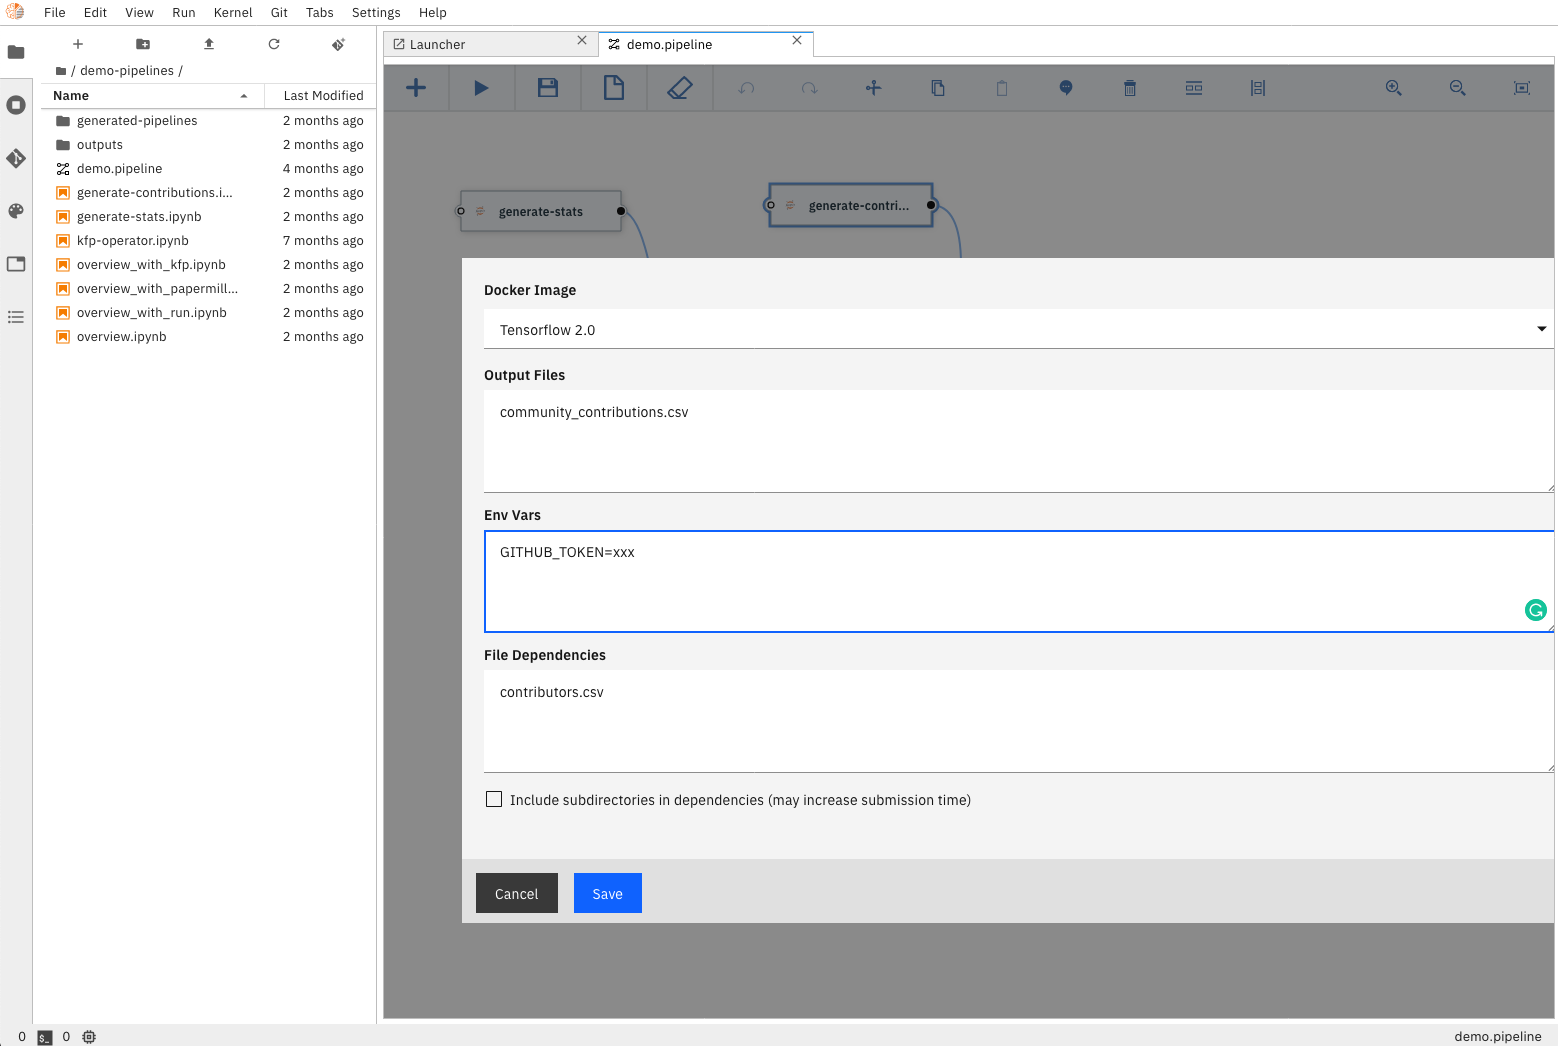 File Edit View Run Kernel Git Tabs Settings Help
/ demo-pipelines /
Name Last Modified
generated-pipelines 2 months ago
outputs 2 months ago
demo.pipeline 4 months ago
generate-contributions.i... 2 months ago
generate-stats.ipynb 2 months ago
kfp-operator.ipynb 7 months ago
overview_with_kfp.ipynb 2 months ago
overview_with_papermill... 2 months ago
overview_with_run.ipynb 2 months ago
overview.ipynb 2 months ago
Launcher
demo.pipeline
generate-stats
generate-contri...
Docker Image
Tensorflow 2.0
Output Files
community_contributions.csv
Env Vars
GITHUB_TOKEN=xxx
File Dependencies
contributors.csv
Include subdirectories in dependencies (may increase submission time)
Cancel Save
0 $_ 0
demo.pipeline